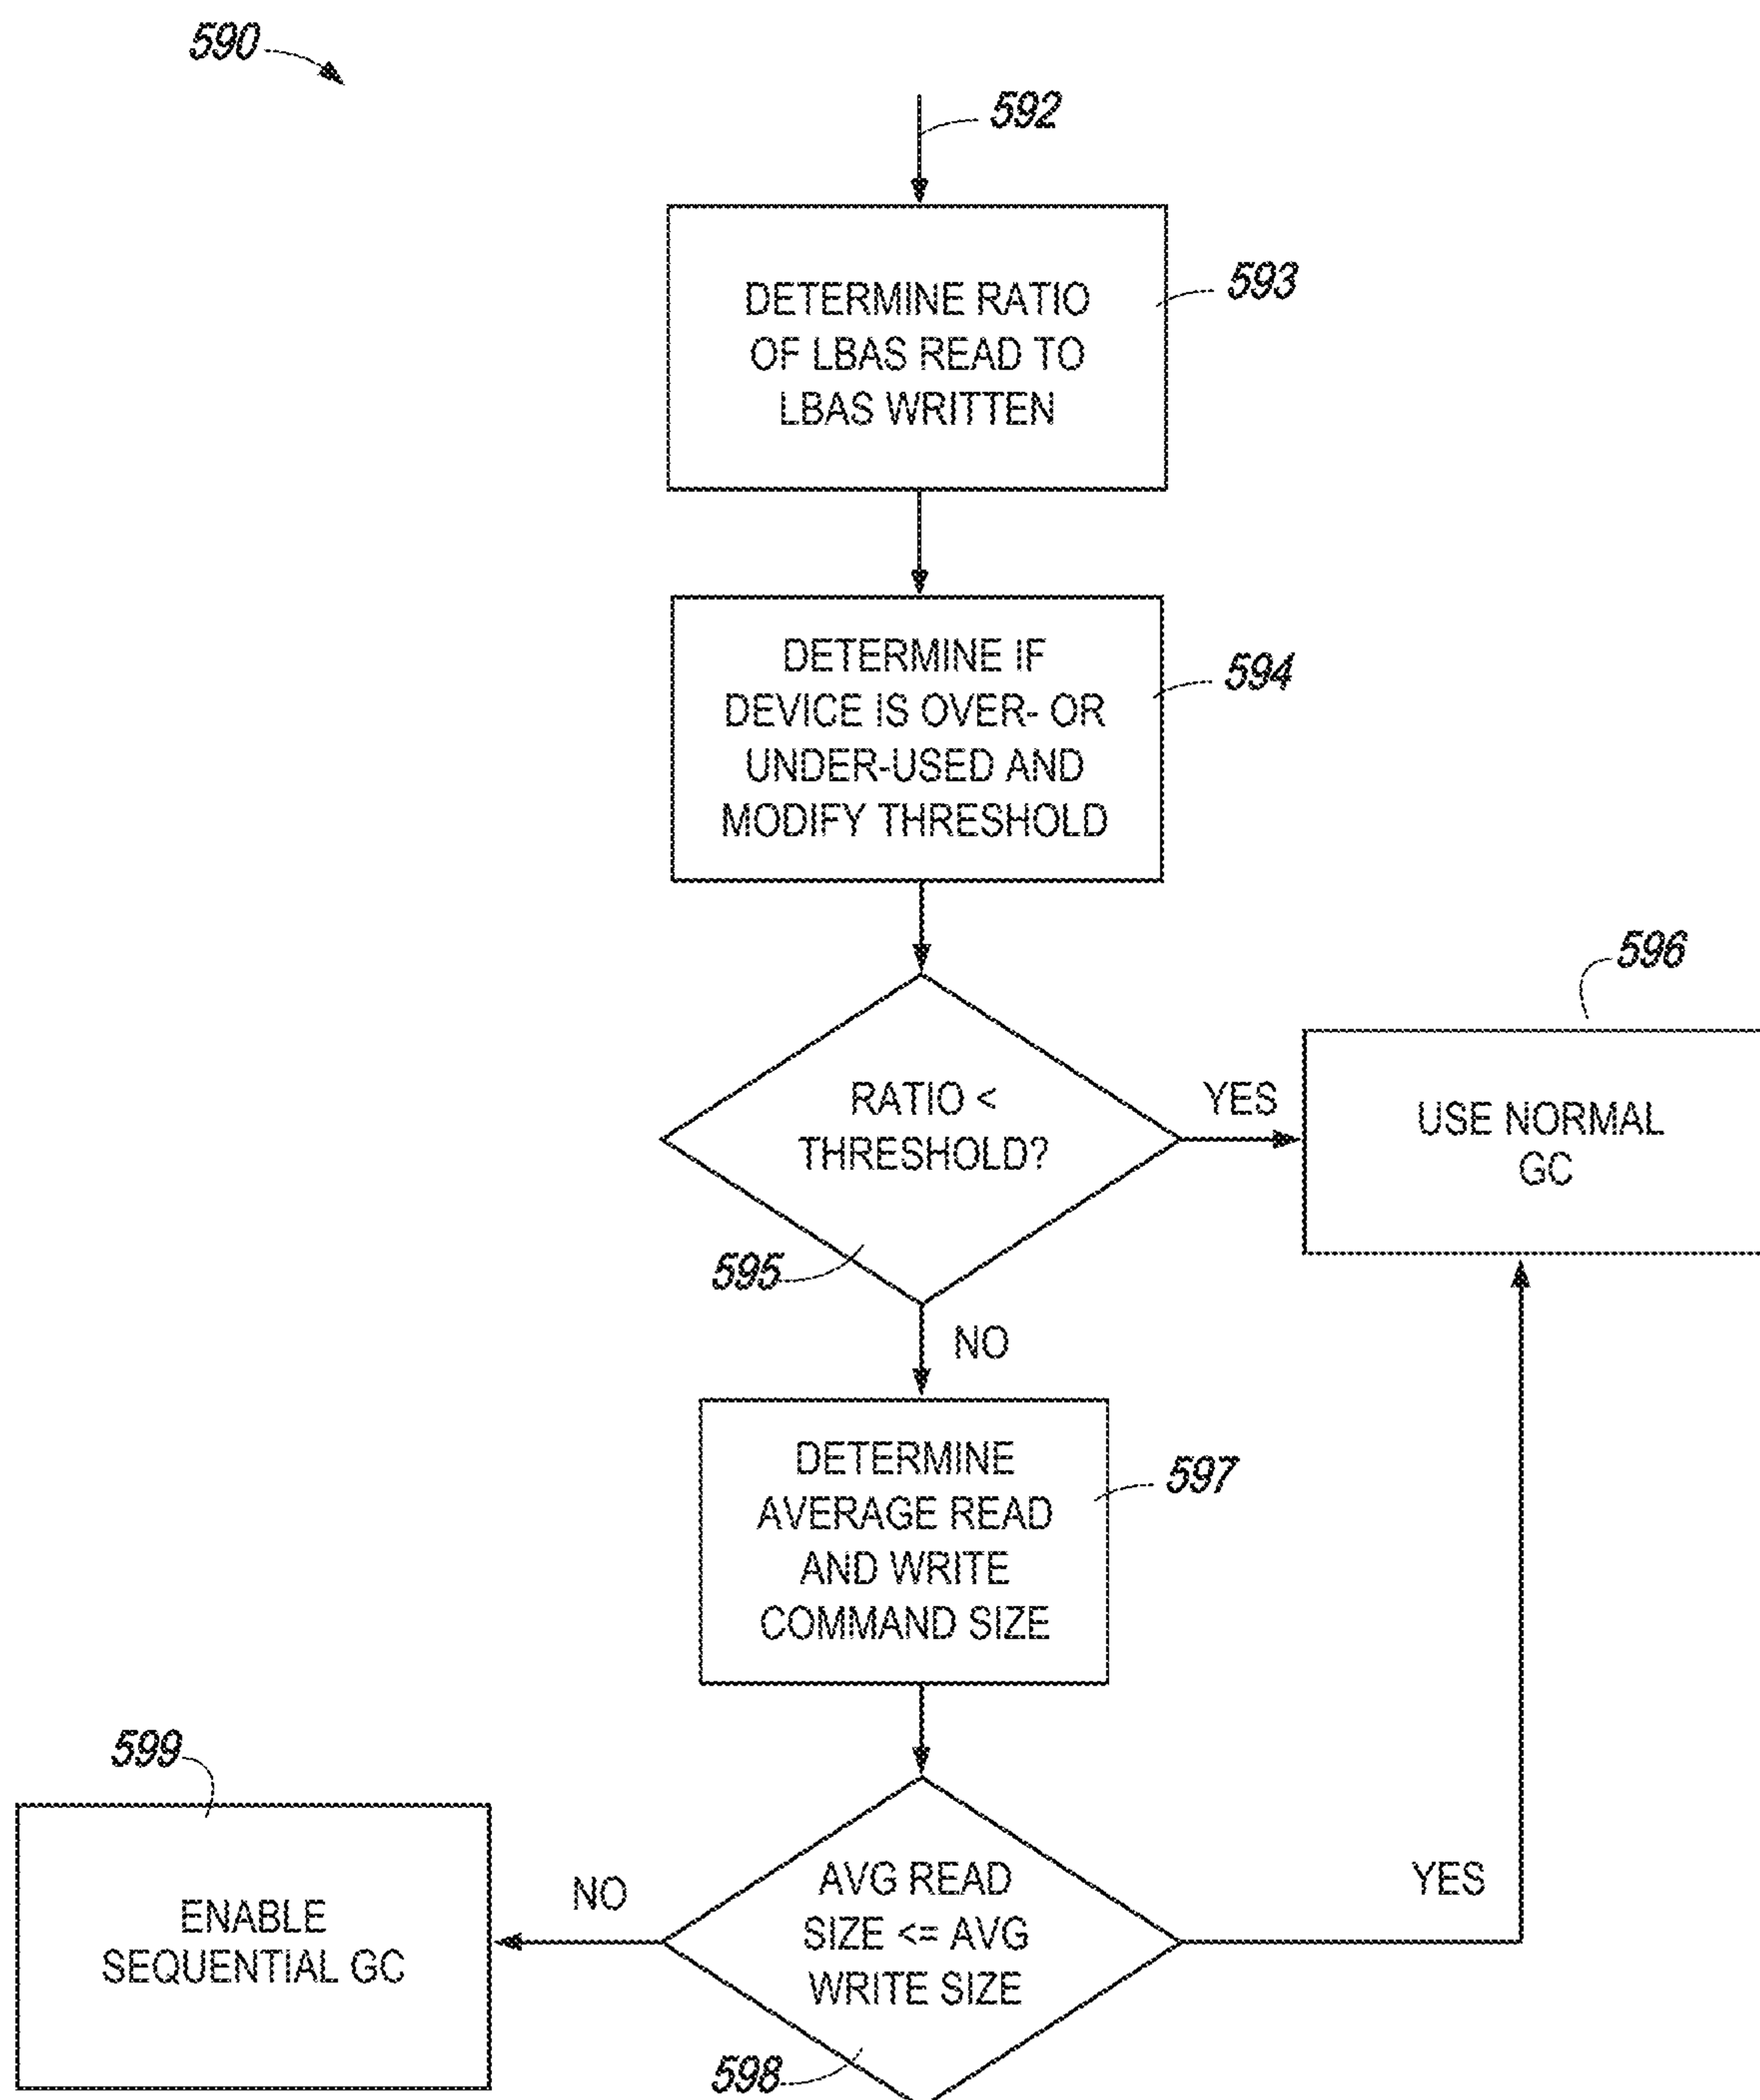 590
592
DETERMINE RATIO
OF LBAS READ TO
LBAS WRITTEN
593
DETERMINE IF
DEVICE IS OVER- OR
UNDER-USED AND
MODIFY THRESHOLD
594
RATIO <
THRESHOLD?
595
YES
USE NORMAL
GC
596
NO
DETERMINE
AVERAGE READ
AND WRITE
COMMAND SIZE
597
AVG READ
SIZE <= AVG
WRITE SIZE
598
YES
NO
ENABLE
SEQUENTIAL GC
599